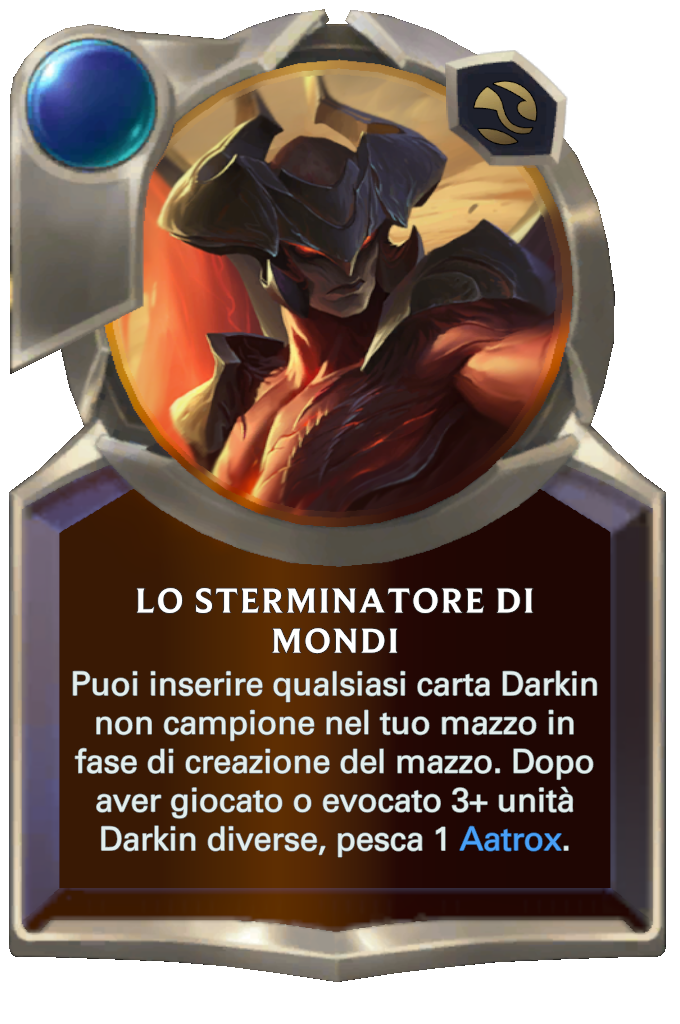 LO STERMINATORE DI
MONDI
Puoi inserire qualsiasi carta Darkin
non campione nel tuo mazzo in
fase di creazione del mazzo. Dopo
aver giocato o evocato 3+ unità
Darkin diverse, pesca 1 Aatrox.